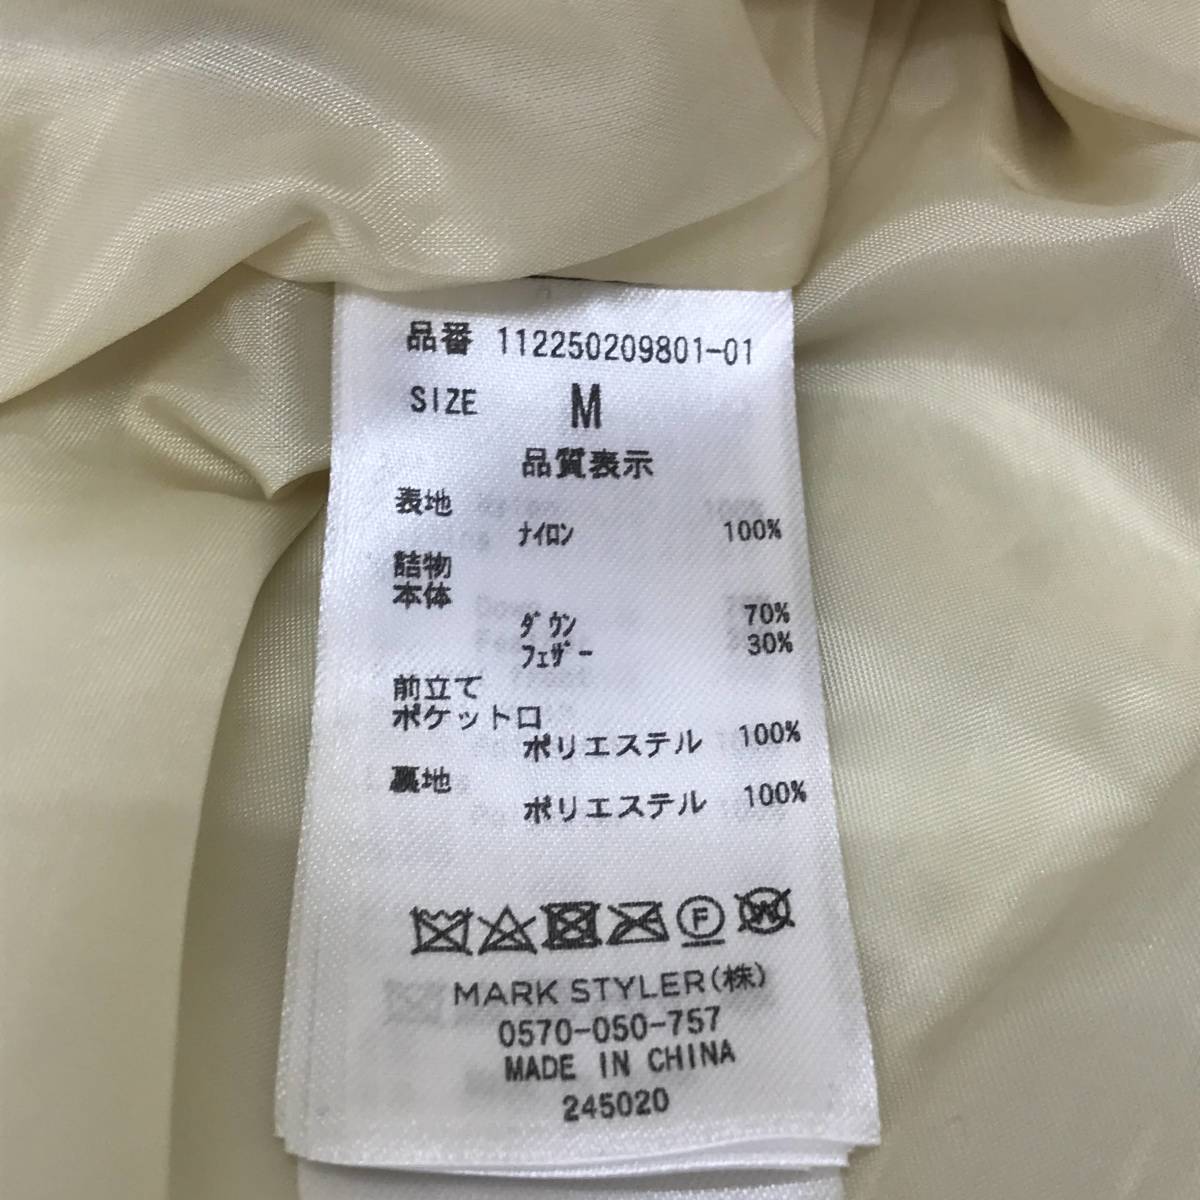 品番 112250209801-01
SIZE M
品質表示
表地
ﾅｲﾛﾝ 100%
詰物
本体
ﾀﾞｳﾝ 70%
ﾌｪｻﾞｰ 30%
前立て
ポケット口
ポリエステル 100%
裏地
ポリエステル 100%
F W
MARK STYLER(株)
0570-050-757
MADE IN CHINA
245020